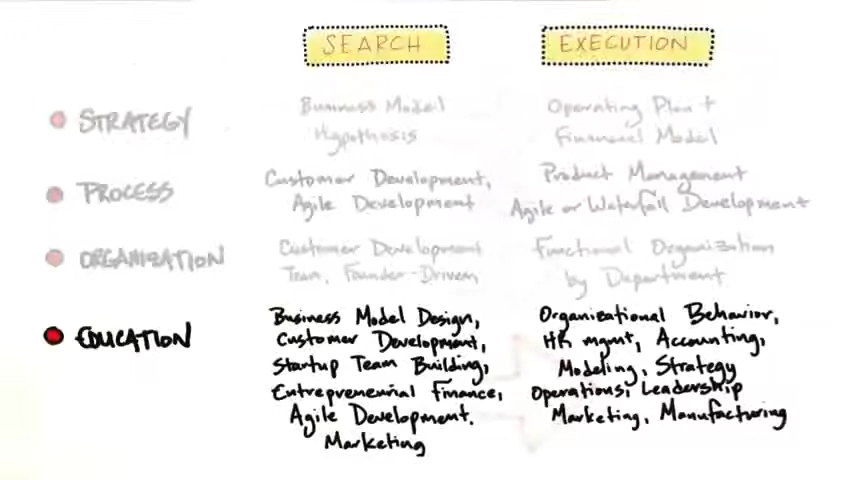 SEARCH EXECUTION
STRATEGY Business Model Operating Plan +
Hypothesis Financial Model
PROCESS Customer Development, Product Management
Agile Development Agile or Waterfall Development
ORGANIZATION Customer Development Functional Organization
Team, Founder-Driven by Department
EDUCATION Business Model Design, Organizational Behavior,
Customer Development, HR mgmt, Accounting,
Startup Team Building, Modeling, Strategy
Entrepreneurial Finance, Operations, Leadership
Agile Development. Marketing, Manufacturing
Marketing